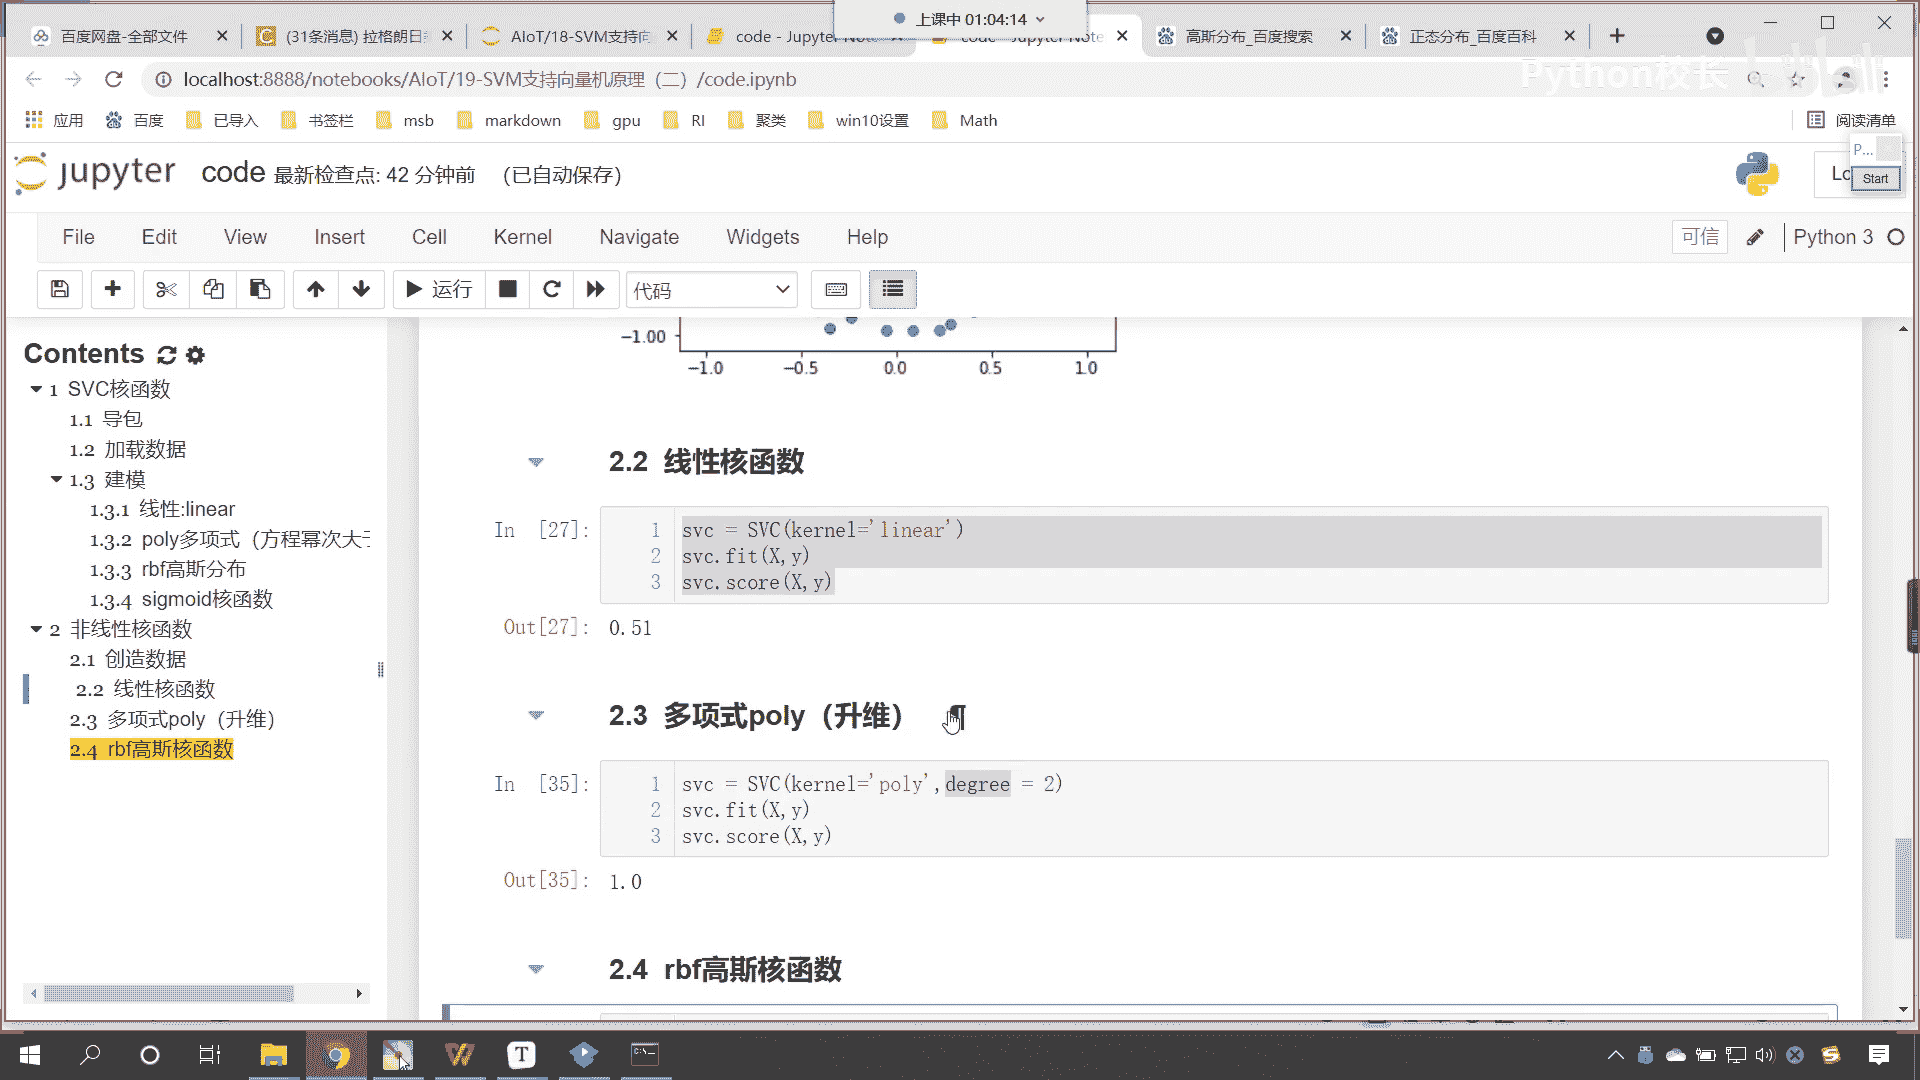 上课中 01:04:14
百度网盘-全部文件
(31条消息) 拉格朗日
AIoT/18-SVM支持向
code - Jupyter Note
code - Jupyter Note
高斯分布_百度搜索
正态分布_百度百科
localhost:8888/notebooks/AIoT/19-SVM支持向量机原理（二）/code.ipynb
Python校长
bilibili
应用
百度
已导入
书签栏
msb
markdown
gpu
RI
聚类
win10设置
Math
阅读清单
P...
Start
jupyter
code 最新检查点: 42 分钟前 (已自动保存)
File Edit View Insert Cell Kernel Navigate Widgets Help
可信
Python 3
运行
代码
Contents
1 SVC核函数
1.1 导包
1.2 加载数据
1.3 建模
1.3.1 线性:linear
1.3.2 poly多项式（方程幂次大于
1.3.3 rbf高斯分布
1.3.4 sigmoid核函数
2 非线性核函数
2.1 创造数据
2.2 线性核函数
2.3 多项式poly（升维）
2.4 rbf高斯核函数
−1.00
−1.0 −0.5 0.0 0.5 1.0
2.2 线性核函数
In [27]:
1 svc = SVC(kernel='linear')
2 svc.fit(X,y)
3 svc.score(X,y)
Out[27]: 0.51
2.3 多项式poly（升维）¶
In [35]:
1 svc = SVC(kernel='poly',degree = 2)
2 svc.fit(X,y)
3 svc.score(X,y)
Out[35]: 1.0
2.4 rbf高斯核函数